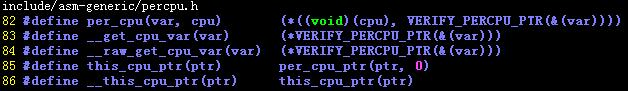 include/asm-generic/percpu.h
82 #define per_cpu(var, cpu) (*((void)(cpu), VERIFY_PERCPU_PTR(&(var))))
83 #define __get_cpu_var(var) (*VERIFY_PERCPU_PTR(&(var)))
84 #define __raw_get_cpu_var(var) (*VERIFY_PERCPU_PTR(&(var)))
85 #define this_cpu_ptr(ptr) per_cpu_ptr(ptr, 0)
86 #define __this_cpu_ptr(ptr) this_cpu_ptr(ptr)